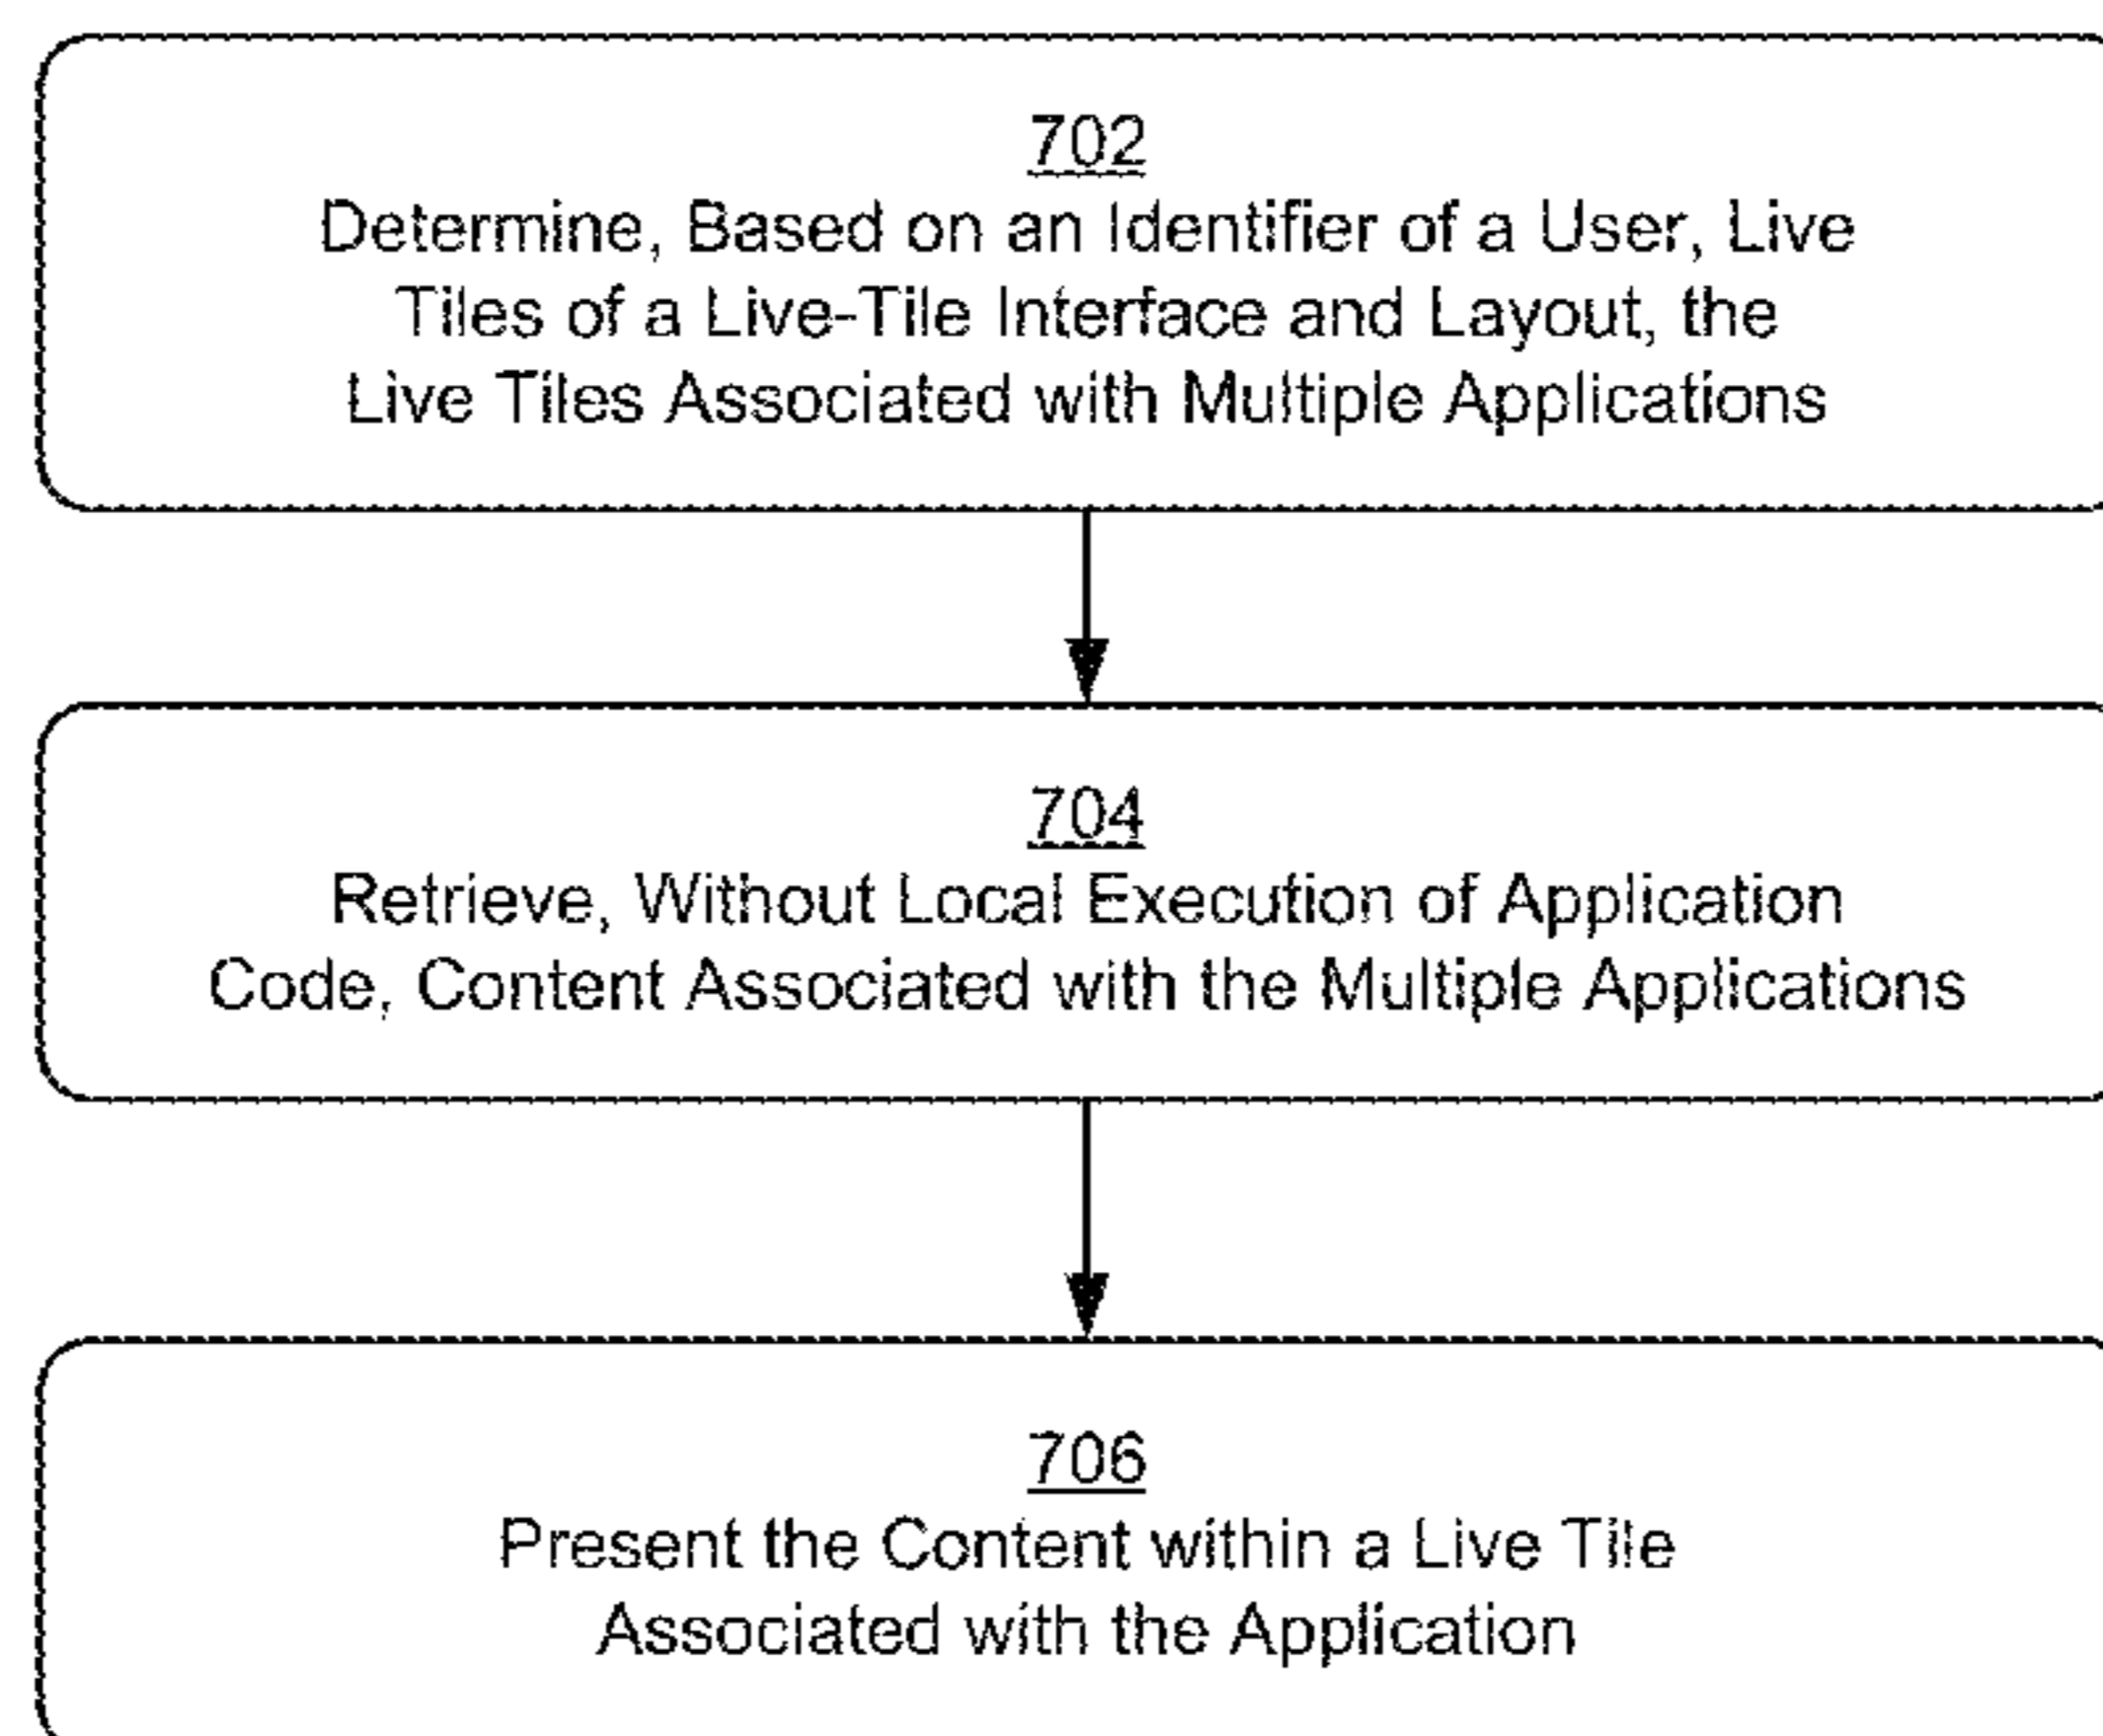 702
Determine, Based on an Identifier of a User, Live
Tiles of a Live-Tile Interface and Layout, the
Live Tiles Associated with Multiple Applications
704
Retrieve, Without Local Execution of Application
Code, Content Associated with the Multiple Applications
706
Present the Content within a Live Tile
Associated with the Application